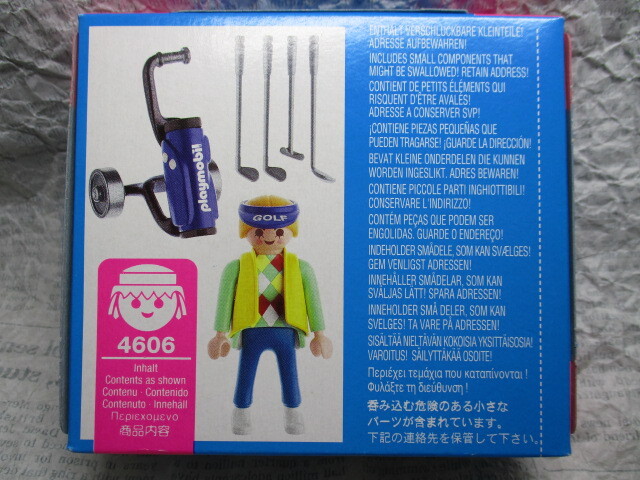 playmobil
GOLF
4606
Inhalt
Contents as shown
Contenu · Contenido
Contenuto · Innehåll
Περιεχομενο
商品内容
ENTHÄLT VERSCHLUCKBARE KLEINTEILE!
ADRESSE AUFBEWAHREN!
INCLUDES SMALL COMPONENTS THAT
MIGHT BE SWALLOWED! RETAIN ADDRESS!
CONTIENT DE PETITS ÉLÉMENTS QUI
RISQUENT D'ÊTRE AVALÉS!
ADRESSE A CONSERVER SVP!
¡CONTIENE PIEZAS PEQUEÑAS QUE
PUEDEN TRAGARSE! ¡GUARDE LA DIRECCIÓN!
BEVAT KLEINE ONDERDELEN DIE KUNNEN
WORDEN INGESLIKT. ADRES BEWAREN!
CONTIENE PICCOLE PARTI INGHIOTTIBILI!
CONSERVARE L'INDIRIZZO!
CONTÉM PEÇAS QUE PODEM SER
ENGOLIDAS. GUARDE O ENDEREÇO!
INDEHOLDER SMÅDELE, SOM KAN SVÆLGES!
GEM VENLIGST ADRESSEN!
INNEHÅLLER SMÅDELAR, SOM KAN
SVÄLJAS LÄTT! SPARA ADRESSEN!
INNEHOLDER SMÅ DELER, SOM KAN
SVELGES! TA VARE PÅ ADRESSEN!
SISÄLTÄÄ NIELTÄVÄN KOKOISIA YKSITTÄISOSIA!
VAROITUS! SÄILYTTÄKÄÄ OSOITE!
Περιέχει τεμάχια που καταπίνονται!
Φυλάξτε τη διεύθυνση!
呑み込む危険のある小さな
パーツが含まれています。
下記の連絡先を保管して下さい。